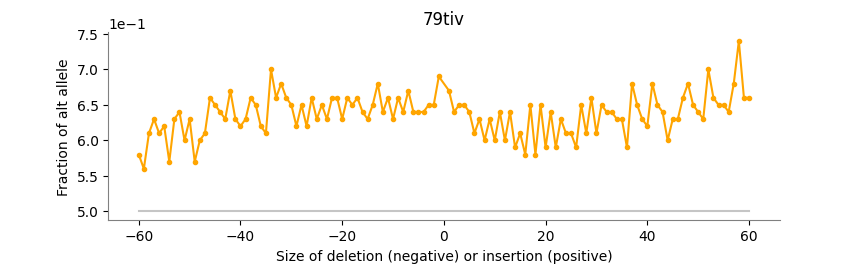 79tiv
1e−1
7.5
7.0
6.5
6.0
5.5
5.0
Fraction of alt allele
−60 −40 −20 0 20 40 60
Size of deletion (negative) or insertion (positive)